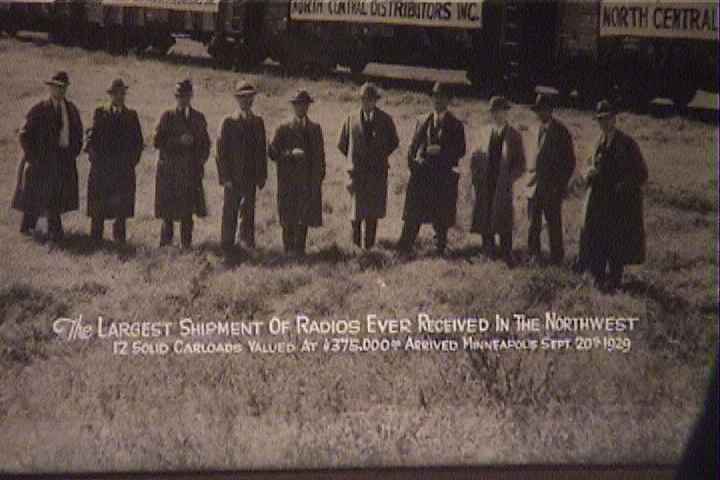 NORTH CENTRAL DISTRIBUTORS INC.
NORTH CENTRAL
The LARGEST SHIPMENT OF RADIOS EVER RECEIVED IN THE NORTHWEST
12 SOLID CARLOADS VALUED AT $375,000.00 ARRIVED MINNEAPOLIS SEPT. 20TH 1929